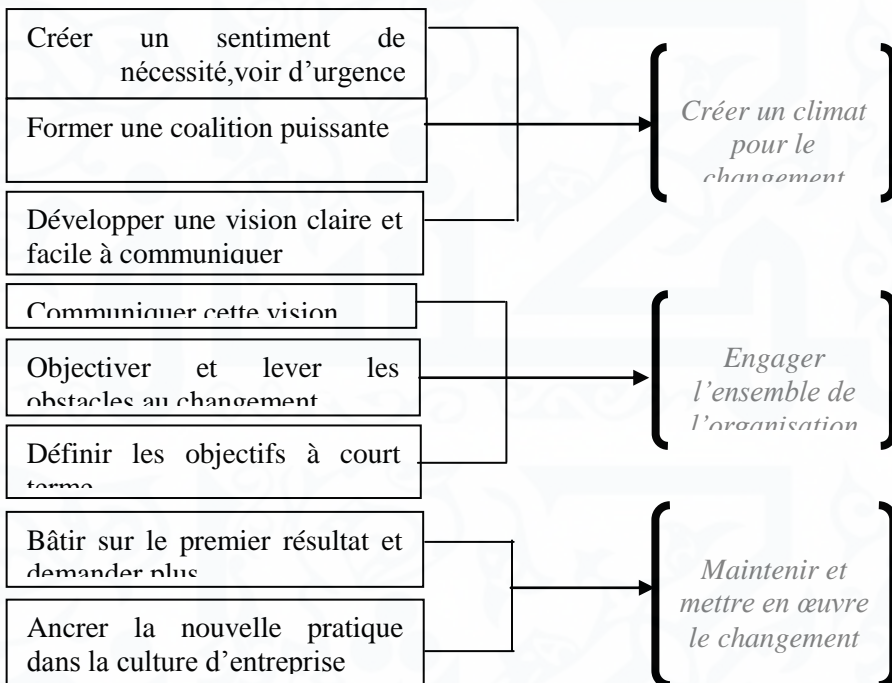 Créer un sentiment de
nécessité,voir d'urgence
Former une coalition puissante
Développer une vision claire et
facile à communiquer
Créer un climat
pour le
changement
Communiquer cette vision
Objectiver et lever les
obstacles au changement
Définir les objectifs à court
terme
Engager
l'ensemble de
l'organisation
Bâtir sur le premier résultat et
demander plus
Ancrer la nouvelle pratique
dans la culture d'entreprise
Maintenir et
mettre en œuvre
le changement